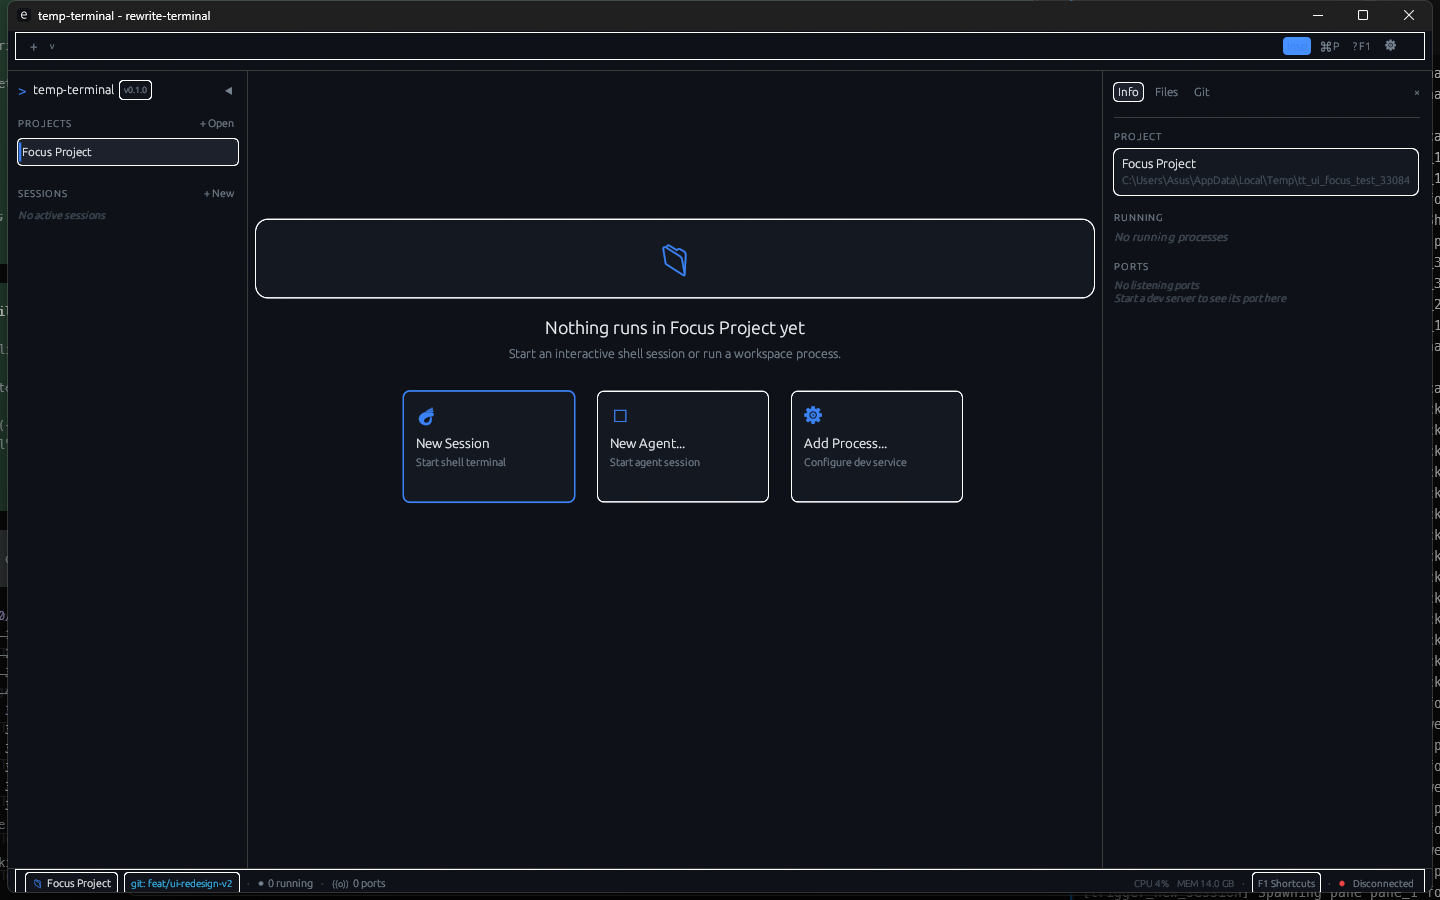 temp-terminal - rewrite-terminal
+ v
⌘P ?F1
> temp-terminal v0.1.0
PROJECTS + Open
Focus Project
SESSIONS + New
No active sessions
Nothing runs in Focus Project yet
Start an interactive shell session or run a workspace process.
New Session
Start shell terminal
New Agent...
Start agent session
Add Process...
Configure dev service
Info Files Git ×
PROJECT
Focus Project
C:\Users\Asus\AppData\Local\Temp\tt_ui_focus_test_33084
RUNNING
No running processes
PORTS
No listening ports
Start a dev server to see its port here
Focus Project git: feat/ui-redesign-v2 · ● 0 running · ((o)) 0 ports
CPU 4% MEM 14.0 GB · F1 Shortcuts · ● Disconnected